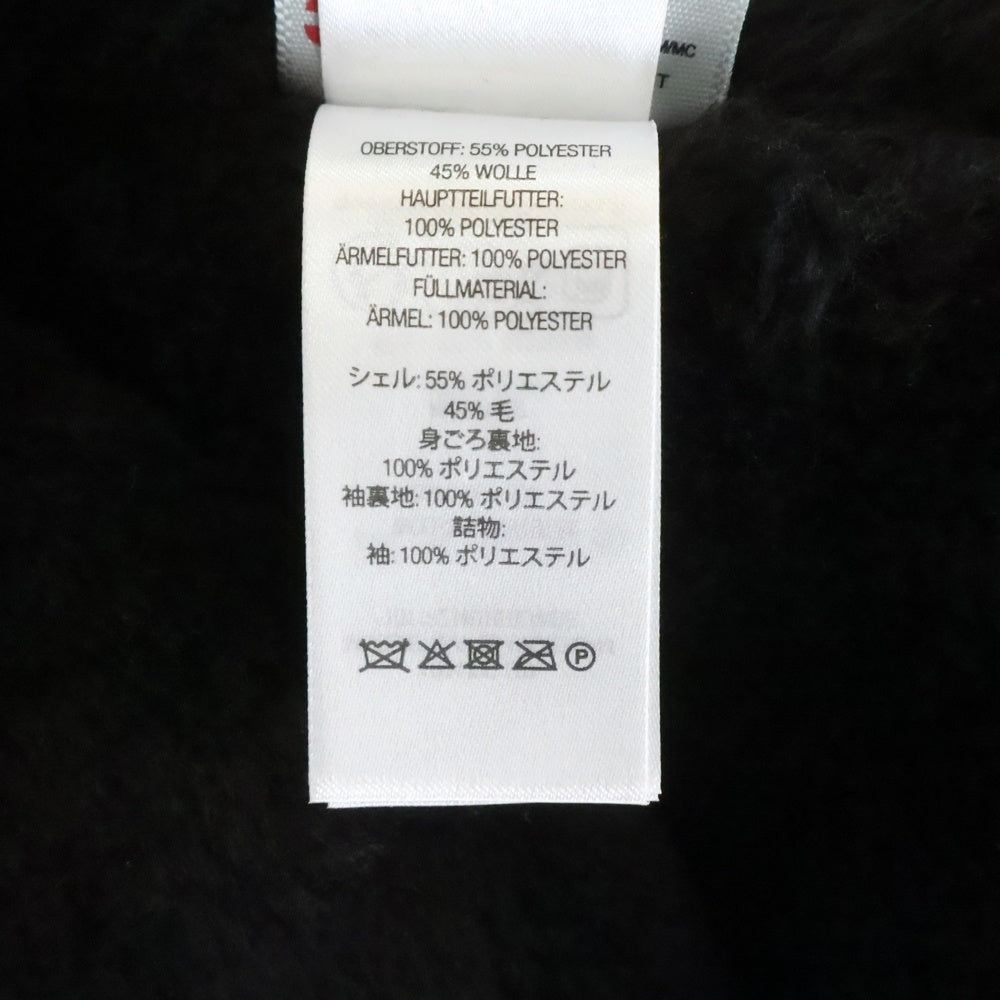 M/MC
T
OBERSTOFF: 55% POLYESTER
45% WOLLE
HAUPTTEILFUTTER:
100% POLYESTER
ÄRMELFUTTER: 100% POLYESTER
FÜLLMATERIAL:
ÄRMEL: 100% POLYESTER
シェル: 55% ポリエステル
45% 毛
身ごろ裏地:
100% ポリエステル
袖裏地: 100% ポリエステル
詰物:
袖: 100% ポリエステル
P